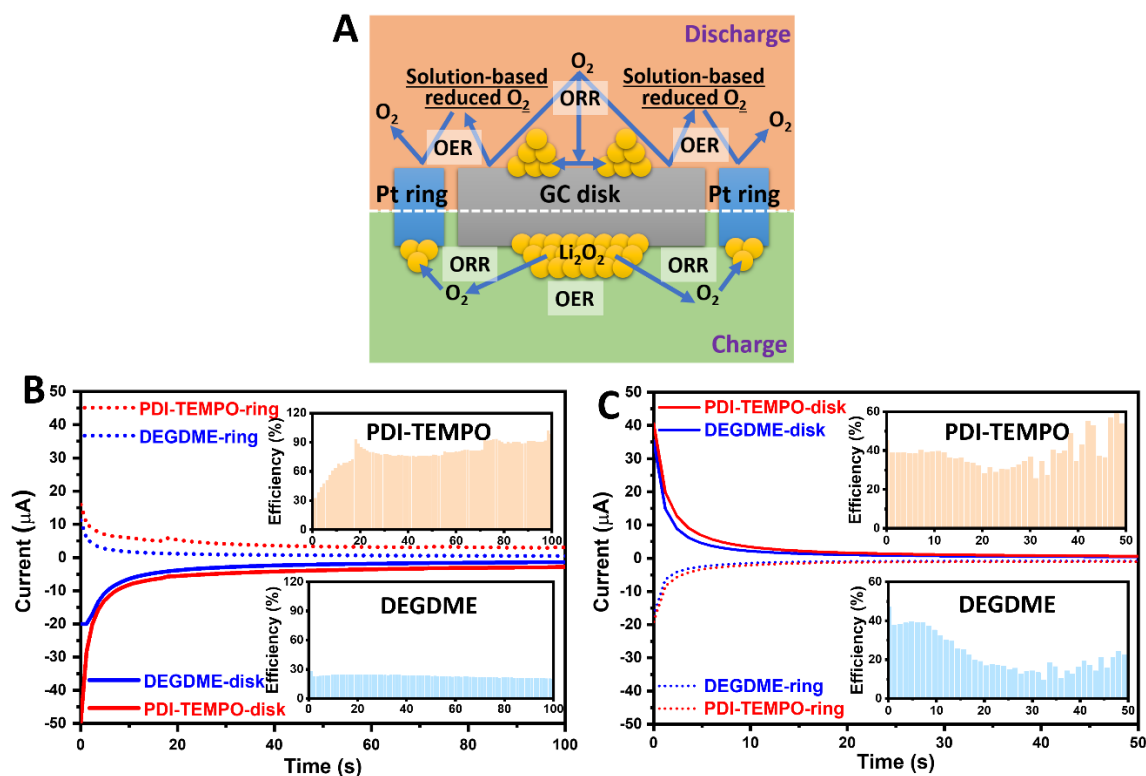 A
Discharge
O2
Solution-based
reduced O2
Solution-based
reduced O2
ORR
O2
O2
OER
OER
Pt ring
GC disk
Pt ring
Li2O2
ORR
ORR
O2
O2
OER
Charge
B
50
40
30
20
10
0
-10
-20
-30
-40
-50
Current (μA)
PDI-TEMPO-ring
DEGDME-ring
120
90
60
30
0
Efficiency (%)
PDI-TEMPO
0 20 40 60 80 100
120
90
60
30
0
Efficiency (%)
DEGDME
0 20 40 60 80 100
DEGDME-disk
PDI-TEMPO-disk
0 20 40 60 80 100
Time (s)
C
50
40
30
20
10
0
-10
-20
-30
-40
-50
Current (μA)
PDI-TEMPO-disk
DEGDME-disk
60
40
20
0
Efficiency (%)
PDI-TEMPO
0 10 20 30 40 50
60
40
20
0
Efficiency (%)
DEGDME
0 10 20 30 40 50
DEGDME-ring
PDI-TEMPO-ring
0 10 20 30 40 50
Time (s)